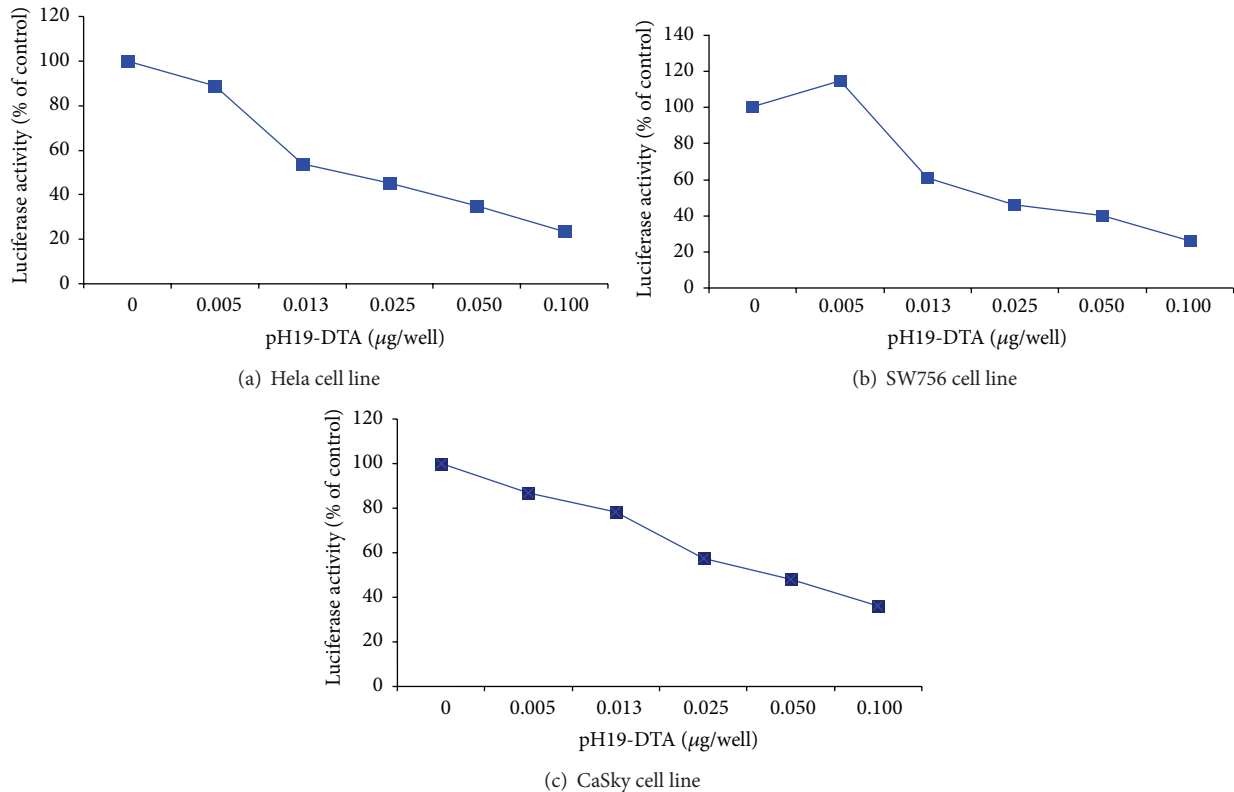 120
100
80
60
40
20
0
Luciferase activity (% of control)
0 0.005 0.013 0.025 0.050 0.100
pH19-DTA (µg/well)
(a) Hela cell line
140
120
100
80
60
40
20
0
Luciferase activity (% of control)
0 0.005 0.013 0.025 0.050 0.100
pH19-DTA (µg/well)
(b) SW756 cell line
120
100
80
60
40
20
0
Luciferase activity (% of control)
0 0.005 0.013 0.025 0.050 0.100
pH19-DTA (µg/well)
(c) CaSky cell line